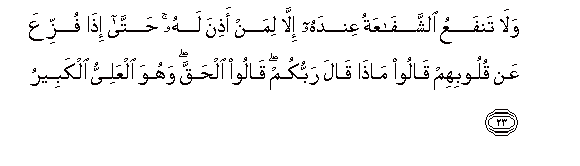 وَلَا تَنفَعُ ٱلشَّفَـٰعَةُ عِندَهُۥٓ إِلَّا لِمَنْ أَذِنَ لَهُۥ ۚ حَتَّىٰٓ إِذَا فُزِّعَ
عَن قُلُوبِهِمْ قَالُوا۟ مَاذَا قَالَ رَبُّكُمْ ۖ قَالُوا۟ ٱلْحَقَّ ۖ وَهُوَ ٱلْعَلِىُّ ٱلْكَبِيرُ
٢٣